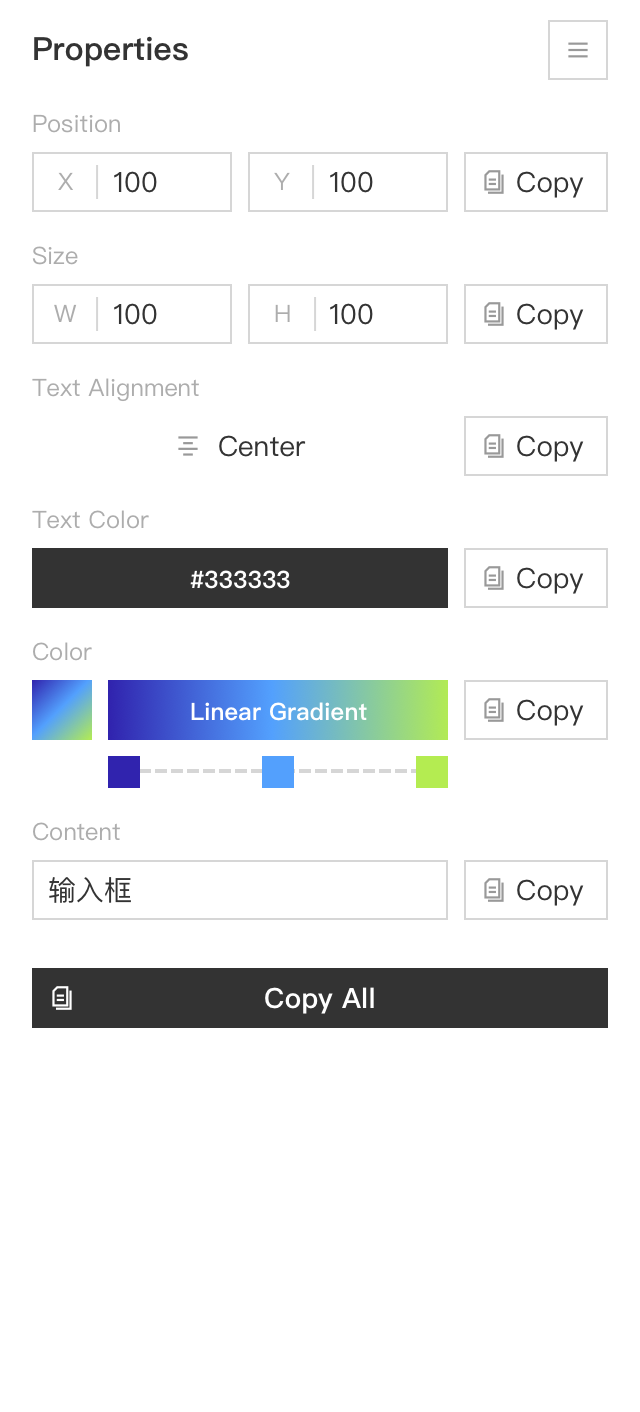 Properties
Position
X 100 Y 100 Copy
Size
W 100 H 100 Copy
Text Alignment
Center Copy
Text Color
#333333 Copy
Color
Linear Gradient Copy
Content
输入框 Copy
Copy All